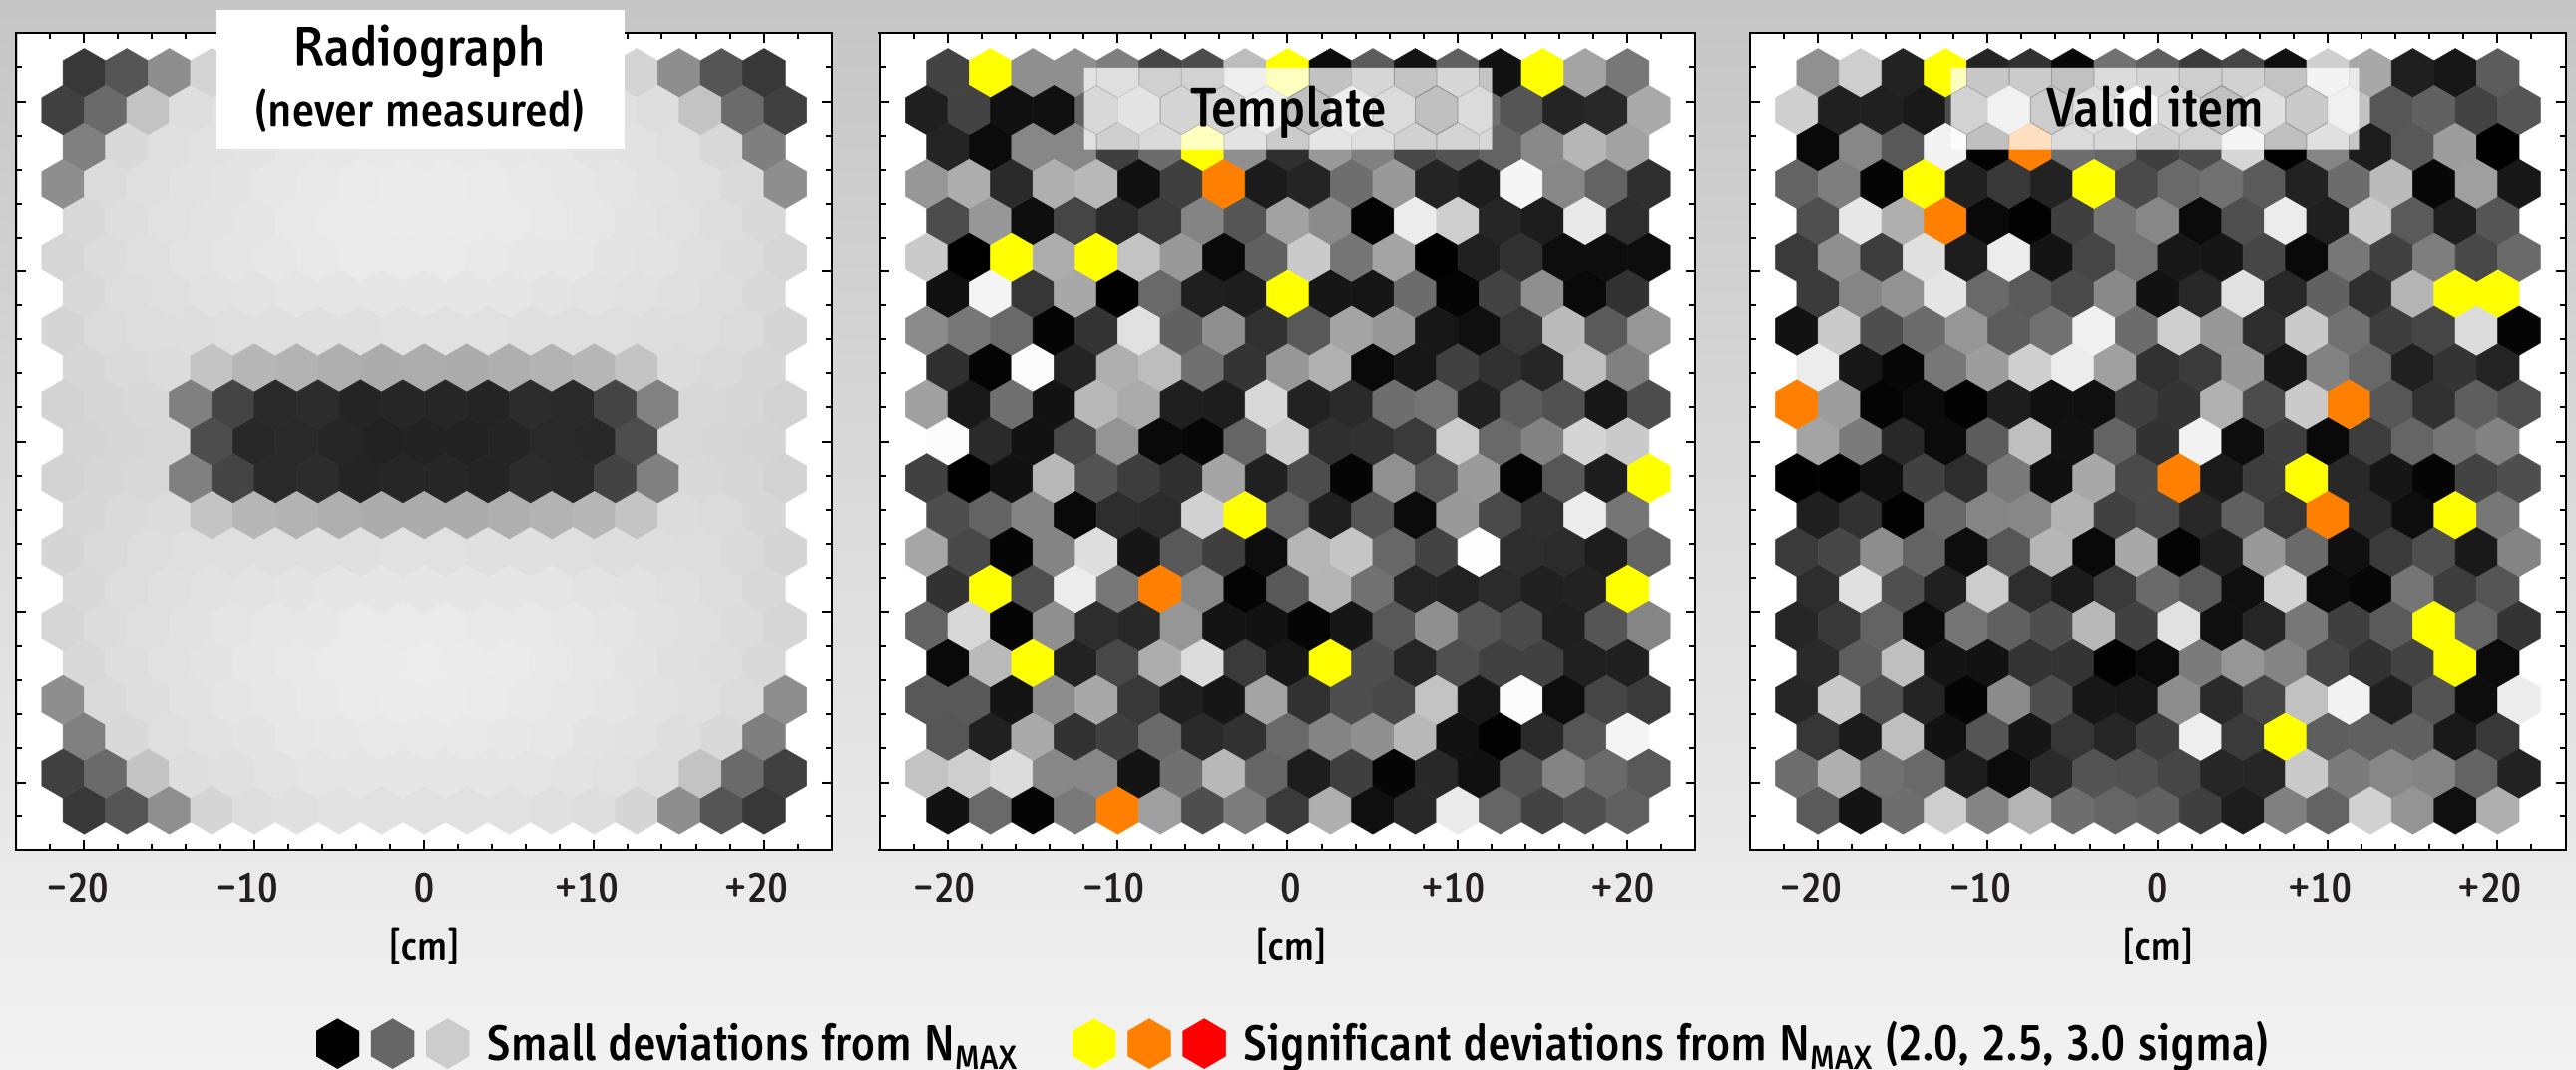 Radiograph
(never measured)
Template
Valid item
−20 −10 0 +10 +20
[cm]
−20 −10 0 +10 +20
[cm]
−20 −10 0 +10 +20
[cm]
Small deviations from NMAX
Significant deviations from NMAX (2.0, 2.5, 3.0 sigma)